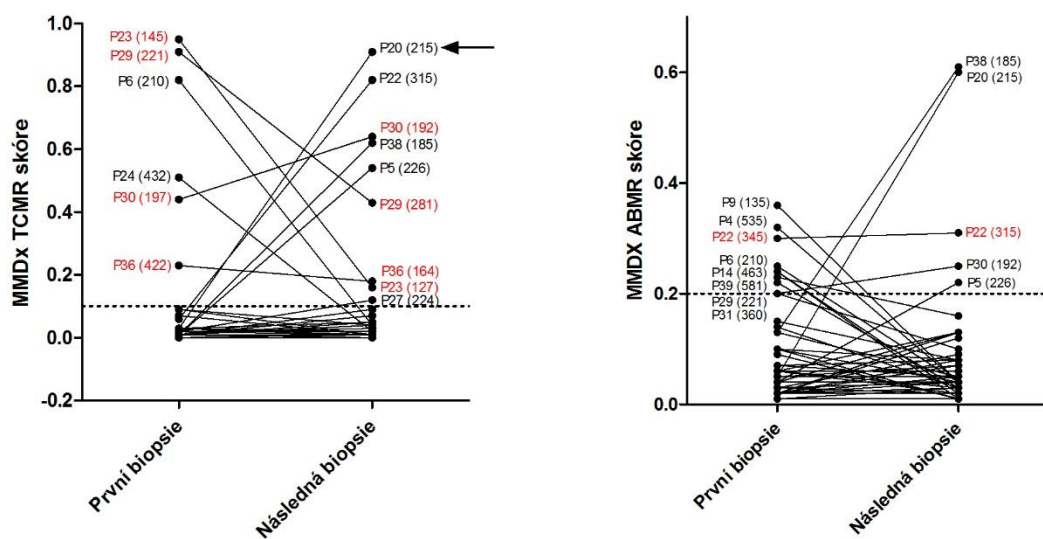 MMDx TCMR skóre
1.0
0.8
0.6
0.4
0.2
0.0
-0.2
P23 (145)
P29 (221)
P6 (210)
P24 (432)
P30 (197)
P36 (422)
P20 (215)
P22 (315)
P30 (192)
P38 (185)
P5 (226)
P29 (281)
P36 (164)
P23 (127)
P27 (224)
První biopsie
Následná biopsie
MMDX ABMR skóre
0.6
0.4
0.2
0.0
P9 (135)
P4 (535)
P22 (345)
P6 (210)
P14 (463)
P39 (581)
P29 (221)
P31 (360)
P38 (185)
P20 (215)
P22 (315)
P30 (192)
P5 (226)
První biopsie
Následná biopsie